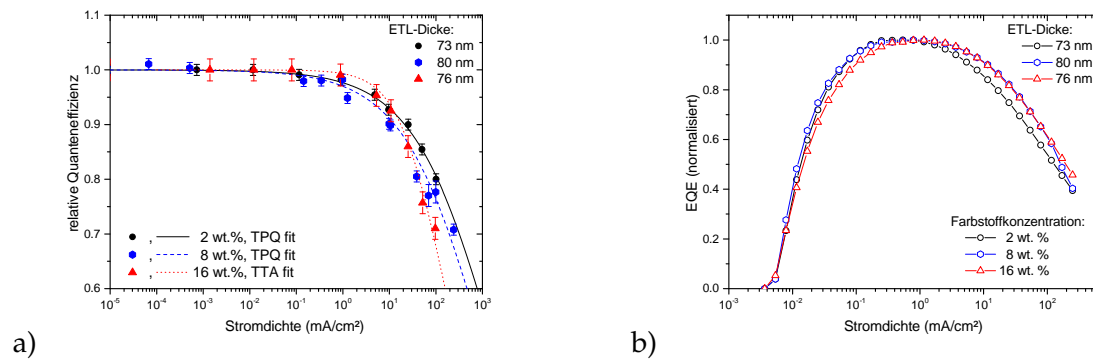 ETL-Dicke:
73 nm
80 nm
76 nm
relative Quanteneffizienz
1.1
1.0
0.9
0.8
0.7
0.6
, 2 wt.%, TPQ fit
, 8 wt.%, TPQ fit
, 16 wt.%, TTA fit
10⁻⁵ 10⁻⁴ 10⁻³ 10⁻² 10⁻¹ 10⁰ 10¹ 10² 10³
Stromdichte (mA/cm²)
a)
ETL-Dicke:
73 nm
80 nm
76 nm
EQE (normalisiert)
1.0
0.8
0.6
0.4
0.2
0.0
Farbstoffkonzentration:
2 wt. %
8 wt. %
16 wt. %
10⁻³ 10⁻² 10⁻¹ 10⁰ 10¹ 10²
Stromdichte (mA/cm²)
b)